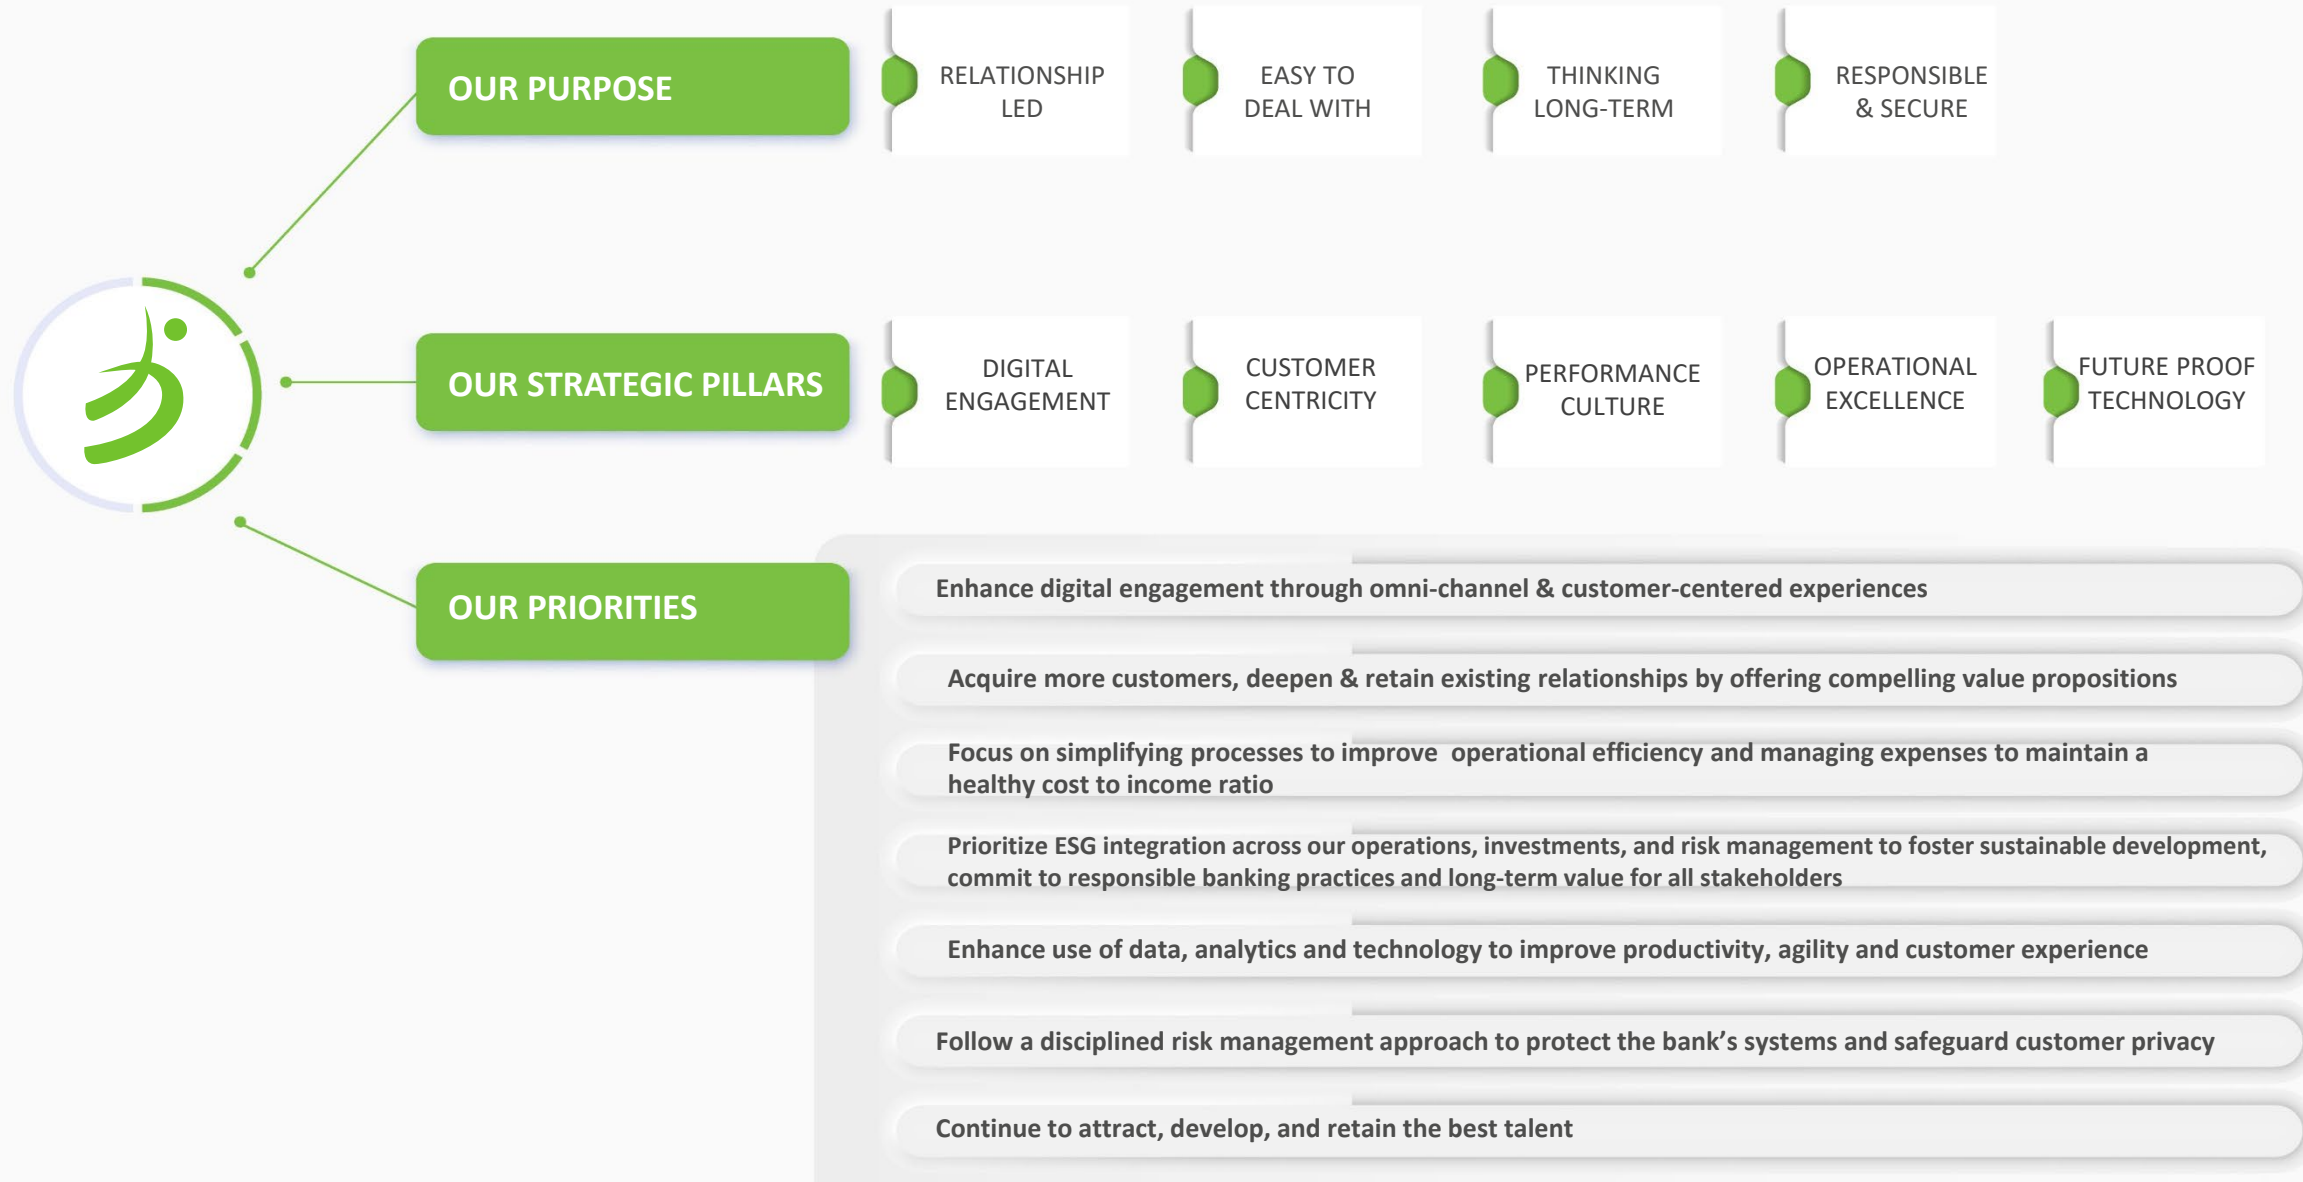 OUR PURPOSE
RELATIONSHIP
LED
EASY TO
DEAL WITH
THINKING
LONG-TERM
RESPONSIBLE
& SECURE
OUR STRATEGIC PILLARS
DIGITAL
ENGAGEMENT
CUSTOMER
CENTRICITY
PERFORMANCE
CULTURE
OPERATIONAL
EXCELLENCE
FUTURE PROOF
TECHNOLOGY
OUR PRIORITIES
Enhance digital engagement through omni-channel & customer-centered experiences
Acquire more customers, deepen & retain existing relationships by offering compelling value propositions
Focus on simplifying processes to improve  operational efficiency and managing expenses to maintain a
healthy cost to income ratio
Prioritize ESG integration across our operations, investments, and risk management to foster sustainable development,
commit to responsible banking practices and long-term value for all stakeholders
Enhance use of data, analytics and technology to improve productivity, agility and customer experience
Follow a disciplined risk management approach to protect the bank’s systems and safeguard customer privacy
Continue to attract, develop, and retain the best talent